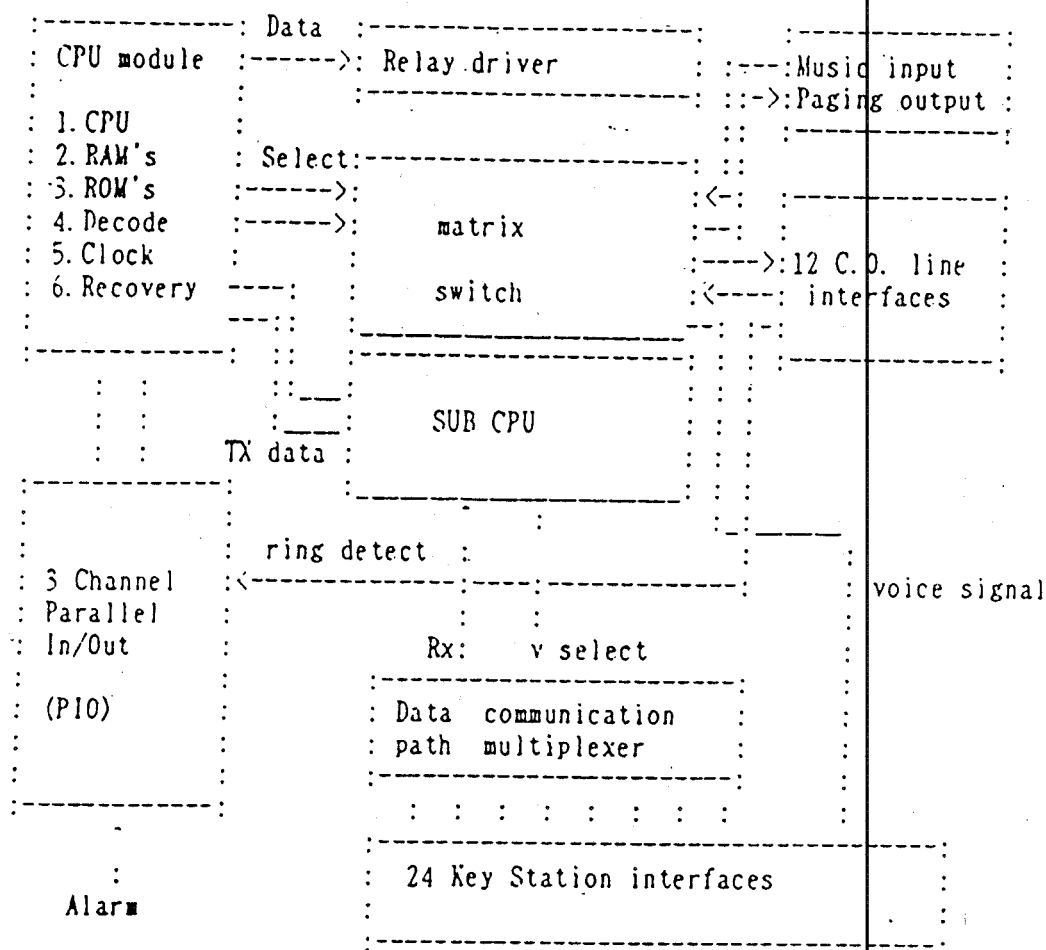 Data
CPU module
Relay driver
Music input
Paging output
1. CPU
2. RAM's
3. ROM's
4. Decode
5. Clock
6. Recovery
Select
matrix
switch
12 C.O. line
interfaces
SUB CPU
TX data
ring detect
3 Channel
Parallel
In/Out
(PIO)
voice signal
Rx
v select
Data communication
path multiplexer
24 Key Station interfaces
Alarm